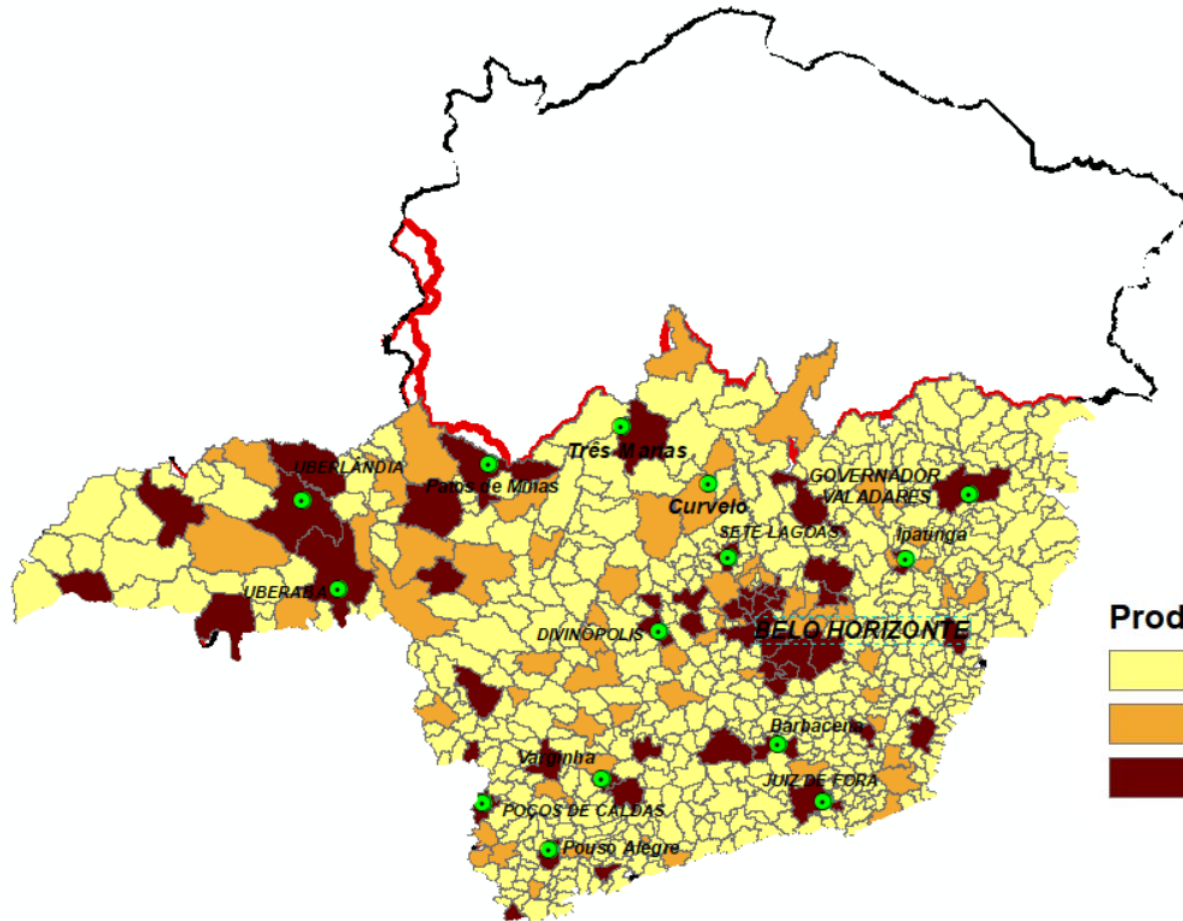 UBERLÂNDIA
Três Marias
Patos de Minas
GOVERNADOR
VALADARES
Curvelo
SETE LAGOAS
Ipatinga
UBERABA
Prod
DIVINÓPOLIS
BELO HORIZONTE
Barbacena
Varginha
JUIZ DE FORA
POÇOS DE CALDAS
Pouso Alegre